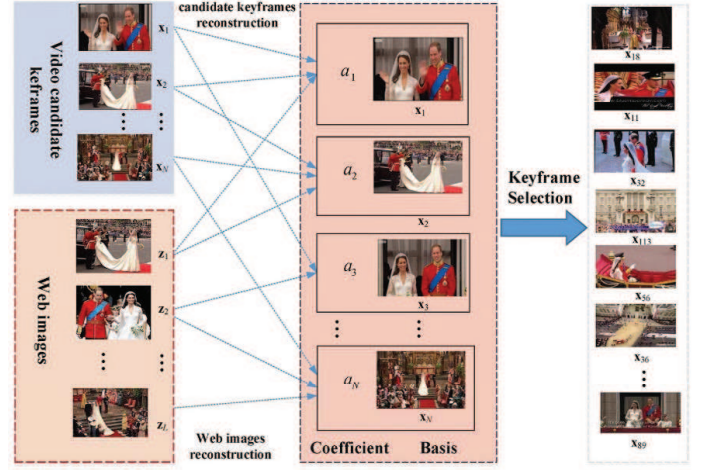 candidate keyframes
reconstruction
Video candidate
keframes
x1
x2
xN
Web images
z1
z2
zL
Web images
reconstruction
a1
x1
a2
x2
a3
x3
aN
xN
Coefficient Basis
Keyframe
Selection
x18
x11
x32
x113
x56
x36
x89